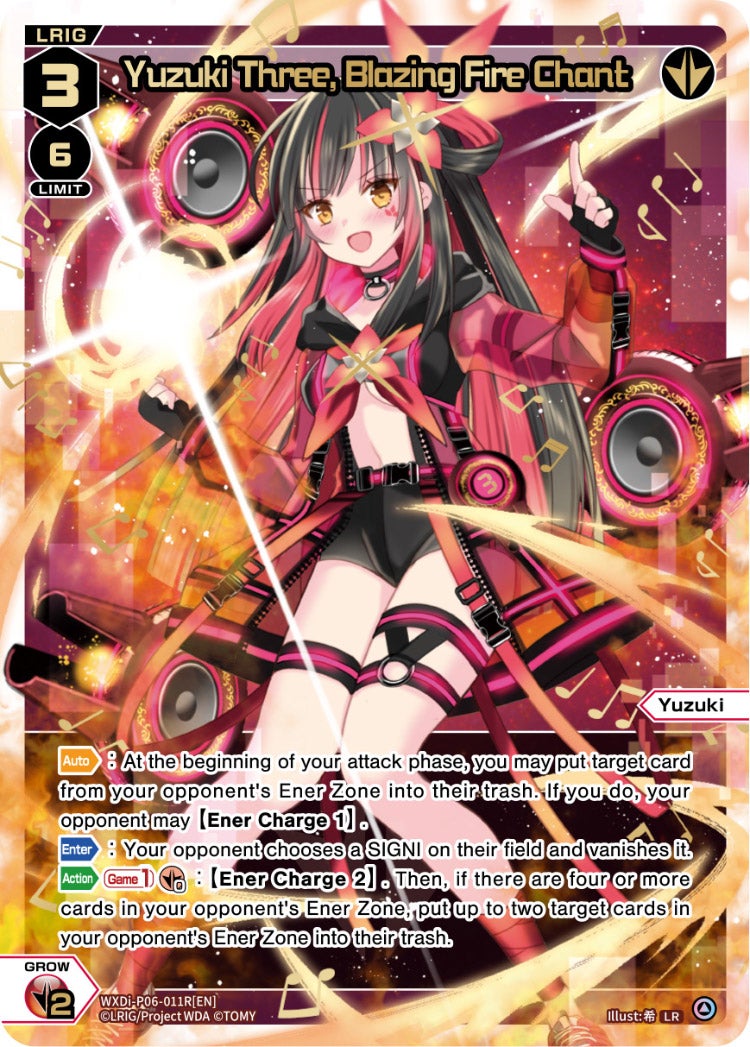 LRIG
3
Yuzuki Three, Blazing Fire Chant
6
LIMIT
3
Yuzuki
Auto : At the beginning of your attack phase, you may put target card
from your opponent's Ener Zone into their trash. If you do, your
opponent may 【Ener Charge 1】.
Enter : Your opponent chooses a SIGNI on their field and vanishes it.
Action Game 1 0 : 【Ener Charge 2】. Then, if there are four or more
cards in your opponent's Ener Zone, put up to two target cards in
your opponent's Ener Zone into their trash.
GROW
2
WXDi-P06-011R[EN]
©LRIG/Project WDA ©TOMY
Illust:希 LR